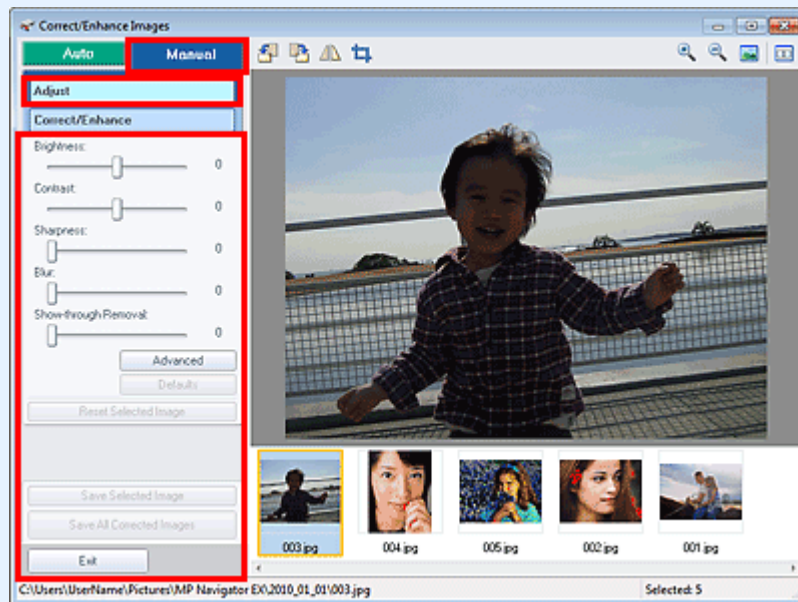 Correct/Enhance Images
Auto Manual
Adjust
Correct/Enhance
Brightness:
0
Contrast:
0
Sharpness:
0
Blur:
0
Show-through Removal:
0
Advanced
Defaults
Reset Selected Image
Save Selected Image
Save All Corrected Images
Exit
003.jpg 004.jpg 005.jpg 002.jpg 001.jpg
C:\Users\UserName\Pictures\MP Navigator EX\2010_01_01\003.jpg Selected: 5